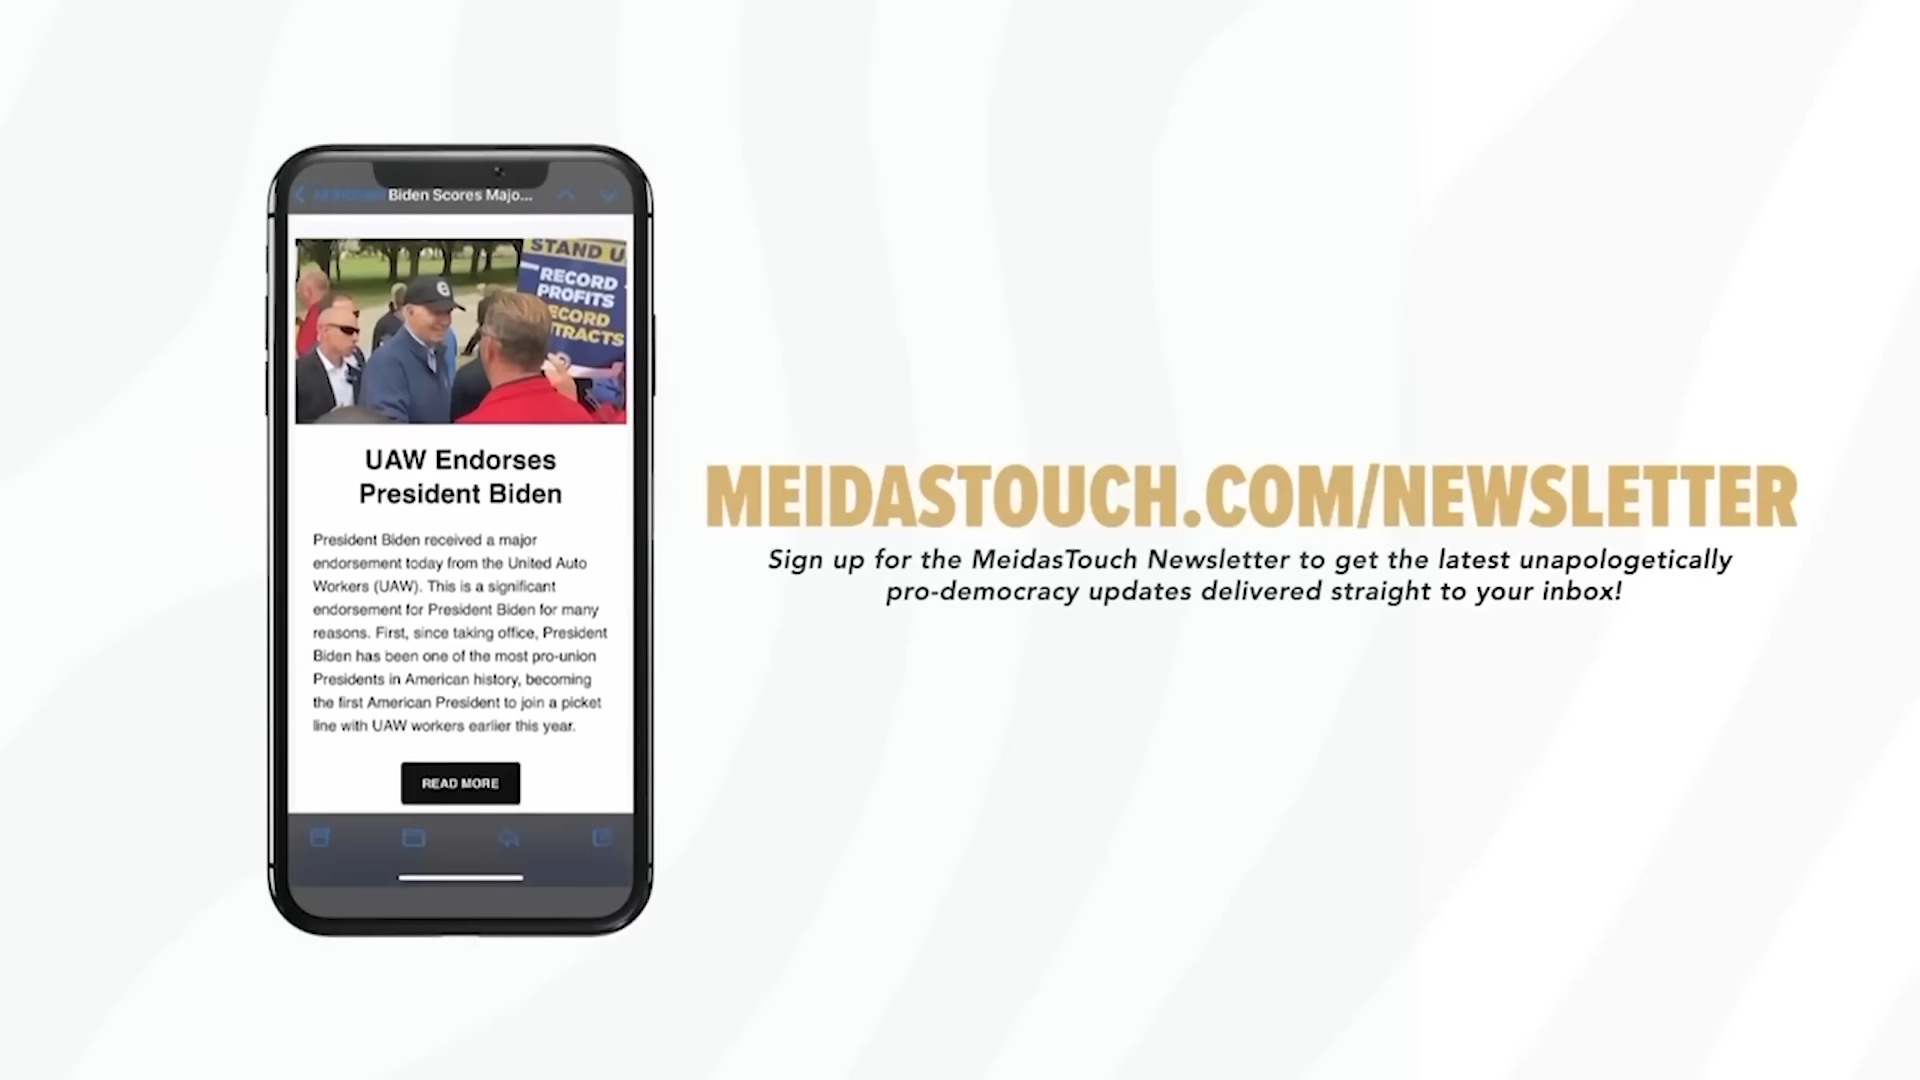 Biden Scores Majo...
STAND U
RECORD
PROFITS
ECORD
NTRACTS
UAW Endorses
President Biden
President Biden received a major
endorsement today from the United Auto
Workers (UAW). This is a significant
endorsement for President Biden for many
reasons. First, since taking office, President
Biden has been one of the most pro-union
Presidents in American history, becoming
the first American President to join a picket
line with UAW workers earlier this year.
READ MORE
MEIDASTOUCH.COM/NEWSLETTER
Sign up for the MeidasTouch Newsletter to get the latest unapologetically
pro-democracy updates delivered straight to your inbox!